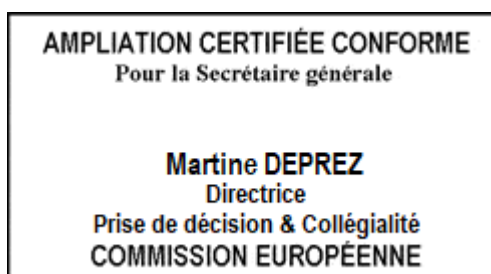 AMPLIATION CERTIFIÉE CONFORME
Pour la Secrétaire générale
Martine DEPREZ
Directrice
Prise de décision & Collégialité
COMMISSION EUROPÉENNE